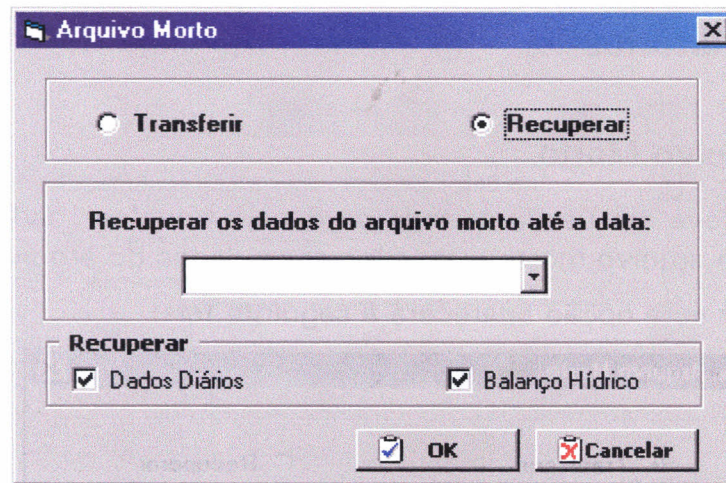 Arquivo Morto
Transferir Recuperar
Recuperar os dados do arquivo morto até a data:
Recuperar
Dados Diários Balanço Hídrico
OK Cancelar